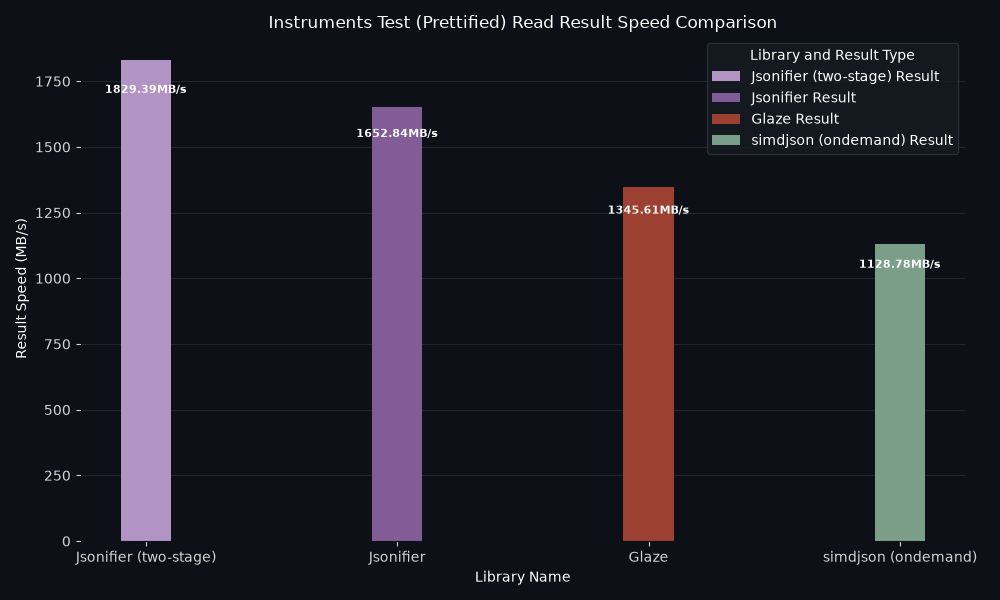 Instruments Test (Prettified) Read Result Speed Comparison
Library and Result Type
Jsonifier (two-stage) Result
Jsonifier Result
Glaze Result
simdjson (ondemand) Result
Result Speed (MB/s)
1750
1500
1250
1000
750
500
250
0
1829.39MB/s
1652.84MB/s
1345.61MB/s
1128.78MB/s
Jsonifier (two-stage)
Jsonifier
Glaze
simdjson (ondemand)
Library Name